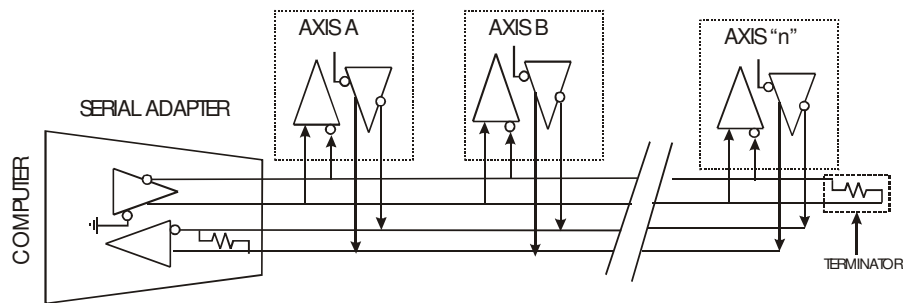 AXIS A
AXIS B
AXIS "n"
SERIAL ADAPTER
COMPUTER
TERMINATOR